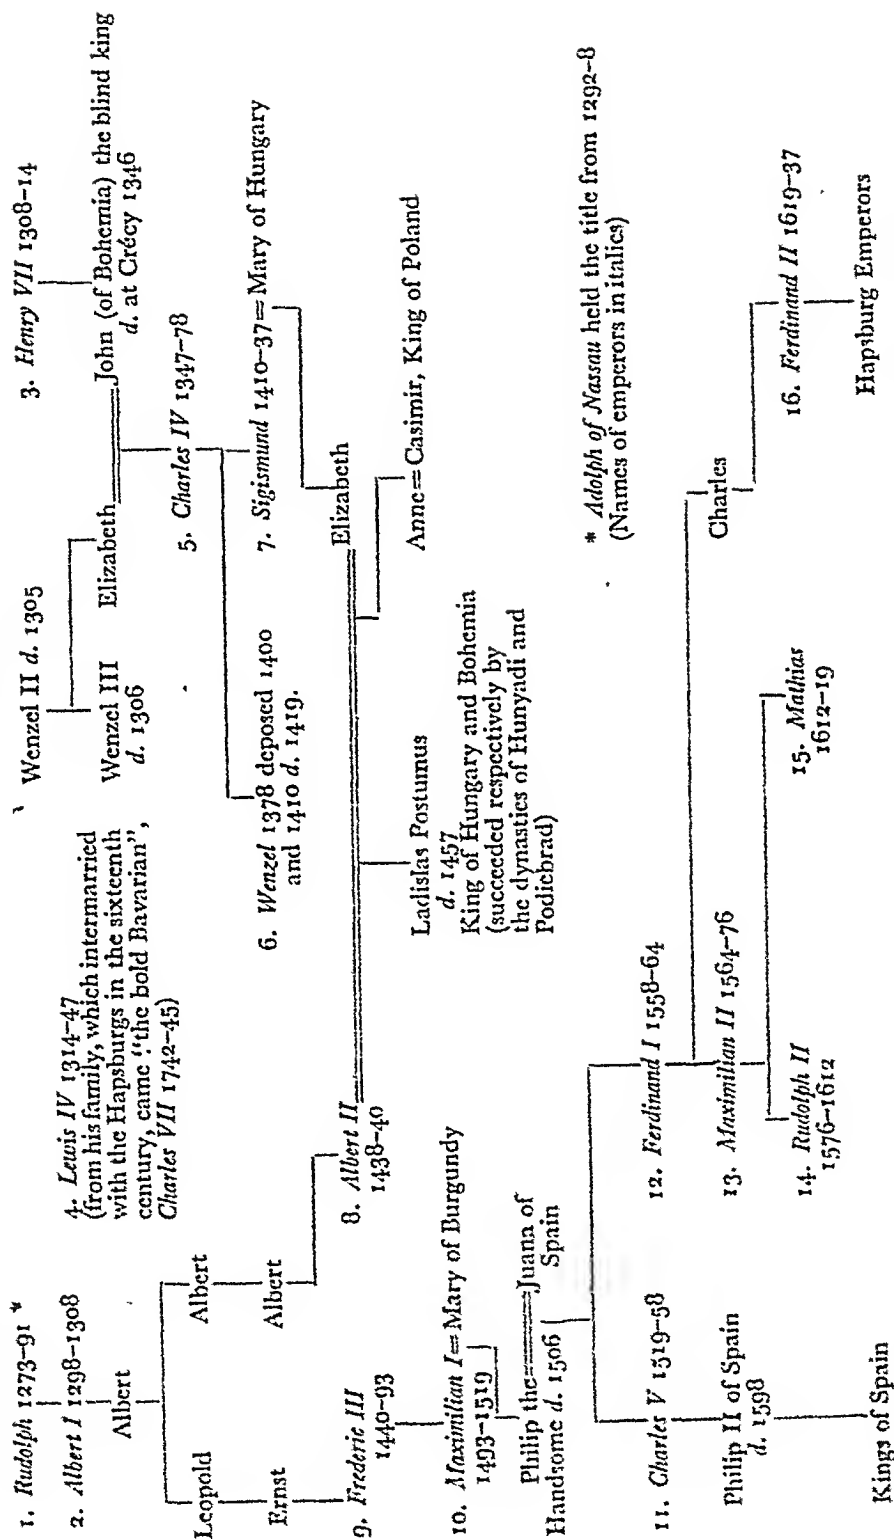 1. Rudolph 1273–91 *
2. Albert I 1298–1308
Albert
Leopold
Albert
Ernst
Albert
9. Frederic III
1440–93
8. Albert II
1438–40
10. Maximilian I=Mary of Burgundy
1493–1519
Philip the=Juana of
Handsome d. 1506
Spain
11. Charles V 1519–58
Philip II of Spain
d. 1598
Kings of Spain
12. Ferdinand I 1558–64
13. Maximilian II 1564–76
14. Rudolph II
1576–1612
15. Mathias
1612–19
Charles
16. Ferdinand II 1619–37
Hapsburg Emperors
4. Lewis IV 1314–47
(from his family, which intermarried
with the Hapsburgs in the sixteenth
century, came "the bold Bavarian",
Charles VII 1742–45)
Wenzel II d. 1305
Wenzel III
d. 1306
Elizabeth
3. Henry VII 1308–14
John (of Bohemia) the blind king
d. at Crécy 1346
5. Charles IV 1347–78
6. Wenzel 1378 deposed 1400
and 1410 d. 1419.
7. Sigismund 1410–37=Mary of Hungary
Elizabeth
Ladislas Postumus
d. 1457
King of Hungary and Bohemia
(succeeded respectively by
the dynasties of Hunyadi and
Podiebrad)
Anne=Casimir, King of Poland
* Adolph of Nassau held the title from 1292–8
(Names of emperors in italics)